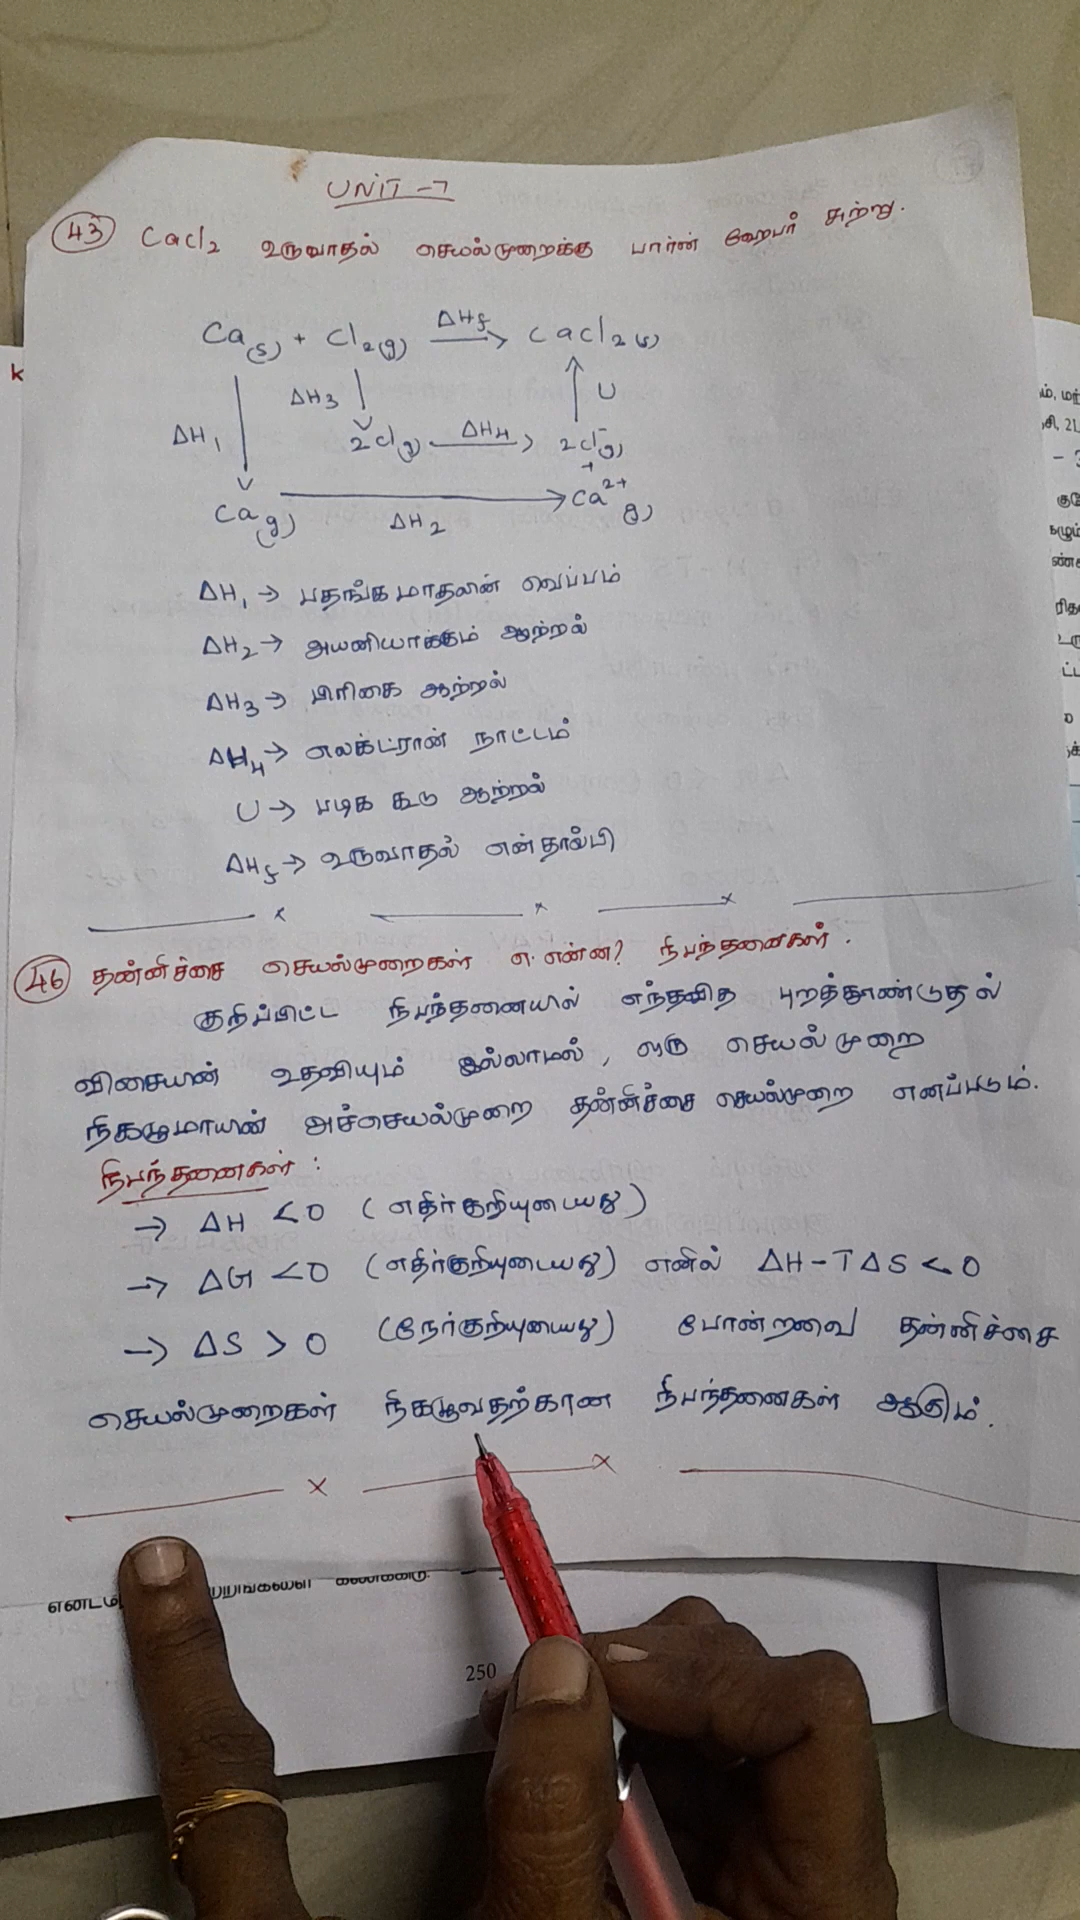 UNIT - 7
43 CaCl2 உருவாதல் செயல்முறைக்கு பார்ன் ஹேபர் சுற்று.
Ca(s) + Cl2(g) ΔHf → CaCl2(s)
ΔH1 ΔH3 U
2Cl(g) ΔH4 → 2Cl⁻(g)
+
Ca(g) → Ca²⁺(g)
ΔH2
ΔH1 → பதங்கமாதலின் வெப்பம்
ΔH2 → அயனியாக்கும் ஆற்றல்
ΔH3 → பிரிகை ஆற்றல்
ΔH4 → எலக்ட்ரான் நாட்டம்
U → படிக கூடு ஆற்றல்
ΔHf → உருவாதல் என்தால்பி
46 தன்னிச்சை செயல்முறைகள் எ. என்ன? நிபந்தனைகள்.
குறிப்பிட்ட நிபந்தனையில் எந்தவித புறத்தூண்டுதல்
விசையின் உதவியும் இல்லாமல், ஒரு செயல்முறை
நிகழுமாயின் அச்செயல்முறை தன்னிச்சை செயல்முறை எனப்படும்.
நிபந்தனைகள் :
→ ΔH < 0 (எதிர்குறியுடையது)
→ ΔG < 0 (எதிர்குறியுடையது) எனில் ΔH - TΔS < 0
→ ΔS > 0 (நேர்குறியுடையது) போன்றவை தன்னிச்சை
செயல்முறைகள் நிகழ்வதற்கான நிபந்தனைகள் ஆகும்.
250